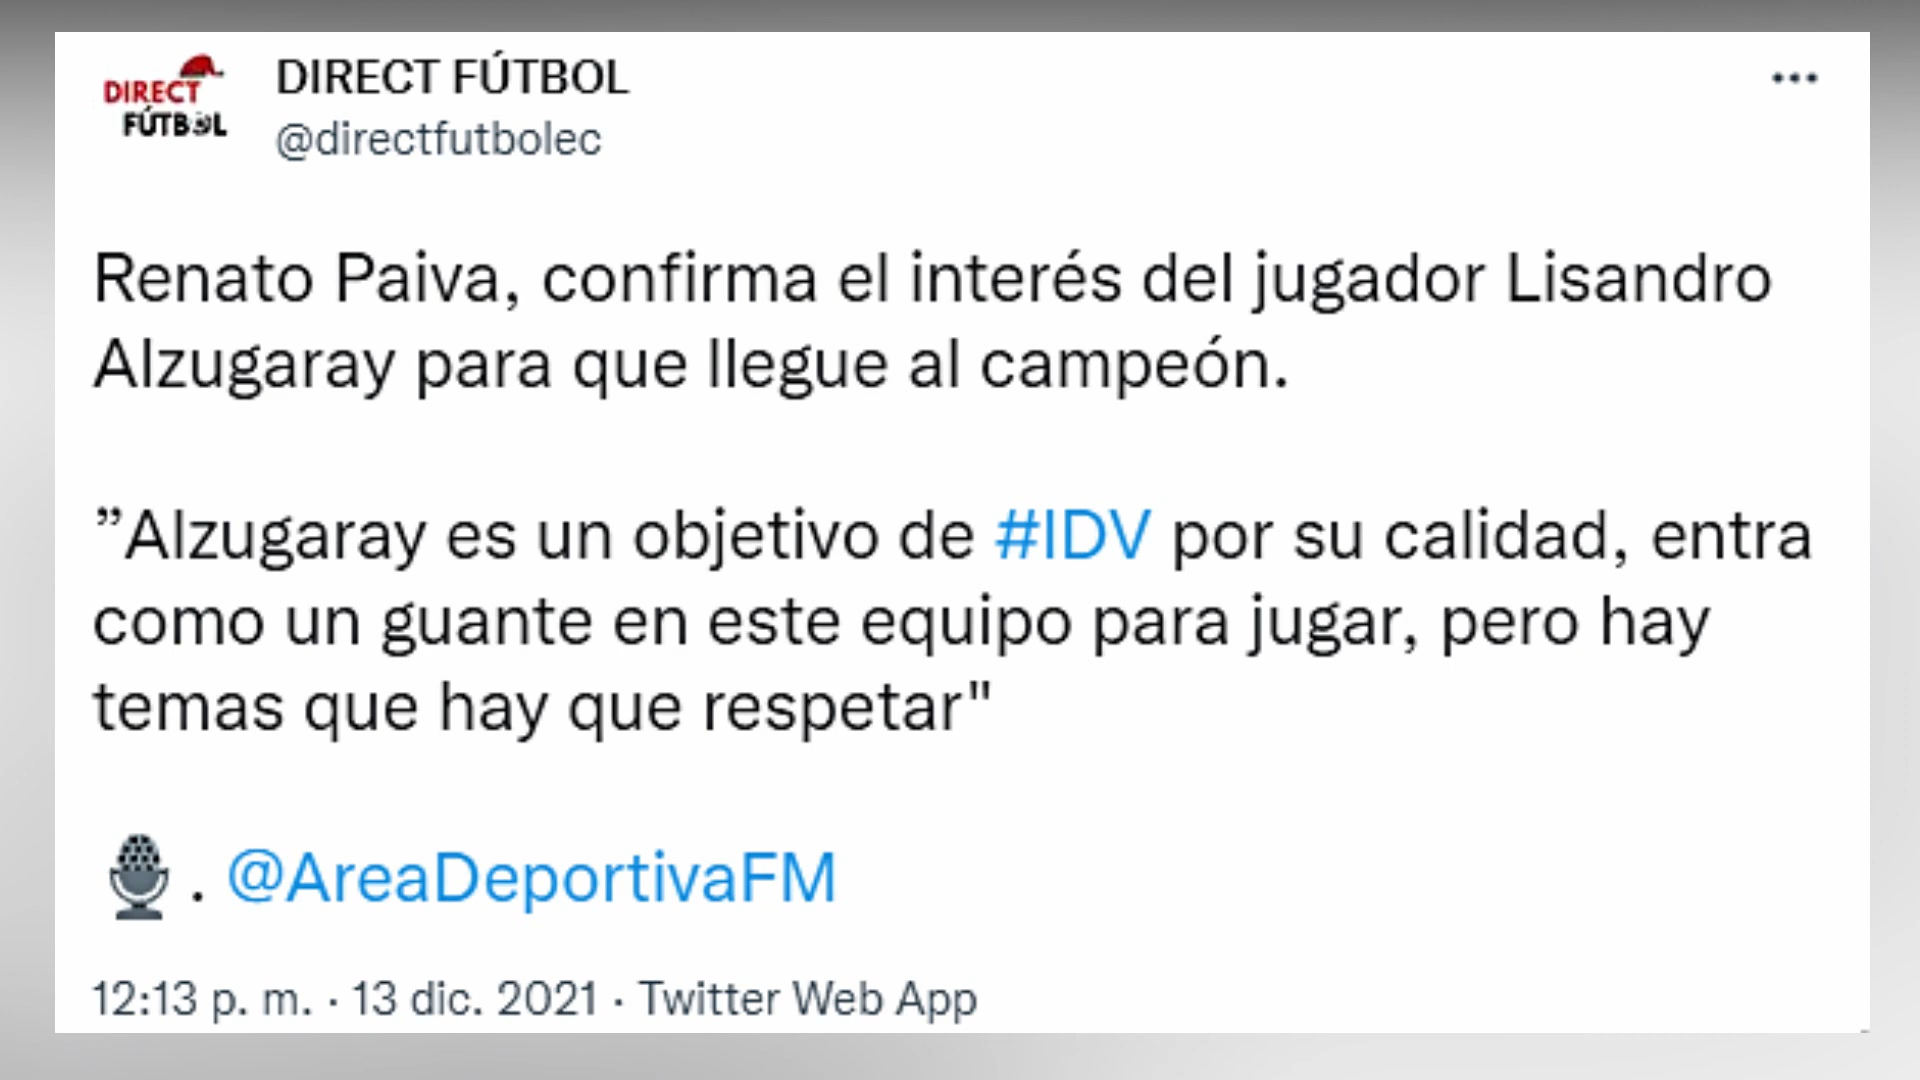 DIRECT
FÚTBOL
DIRECT FÚTBOL
@directfutbolec
Renato Paiva, confirma el interés del jugador Lisandro
Alzugaray para que llegue al campeón.
”Alzugaray es un objetivo de #IDV por su calidad, entra
como un guante en este equipo para jugar, pero hay
temas que hay que respetar"
. @AreaDeportivaFM
12:13 p. m. · 13 dic. 2021 · Twitter Web App